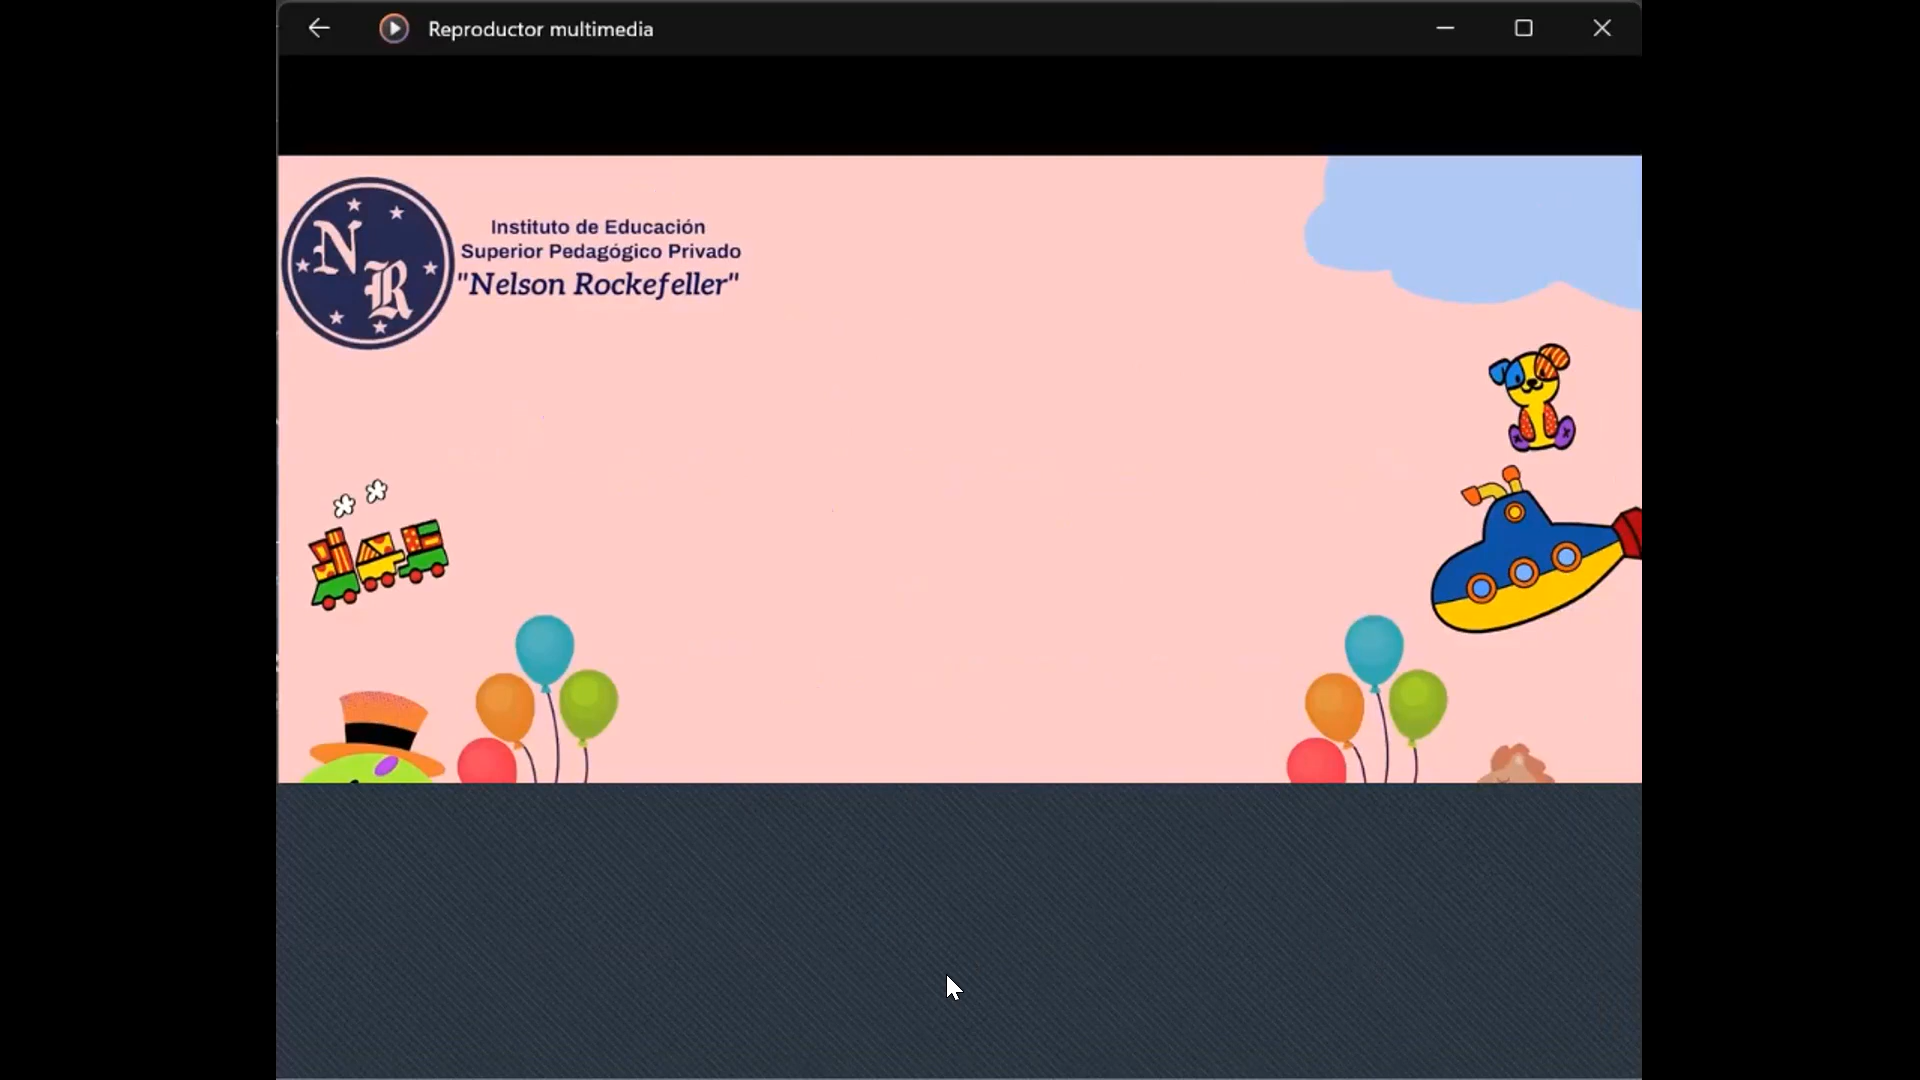 Reproductor multimedia
N
R
Instituto de Educación
Superior Pedagógico Privado
"Nelson Rockefeller"